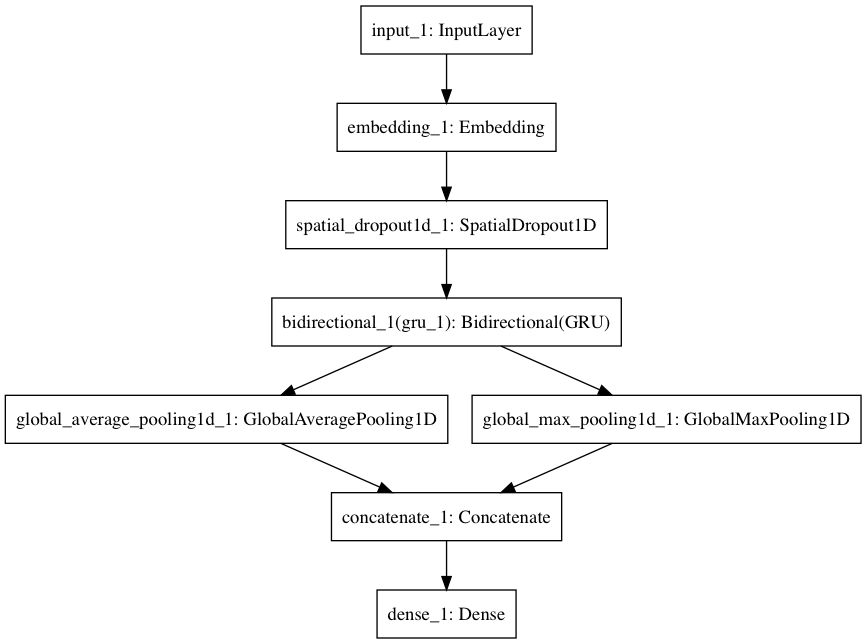 input_1: InputLayer
embedding_1: Embedding
spatial_dropout1d_1: SpatialDropout1D
bidirectional_1(gru_1): Bidirectional(GRU)
global_average_pooling1d_1: GlobalAveragePooling1D
global_max_pooling1d_1: GlobalMaxPooling1D
concatenate_1: Concatenate
dense_1: Dense